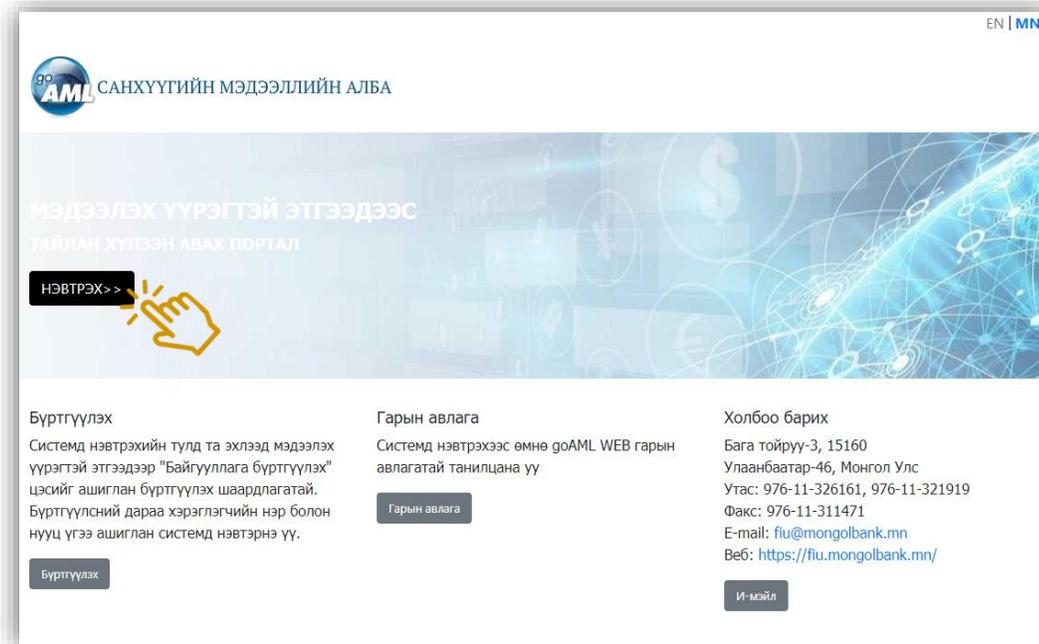 EN | MN
goAML
САНХҮҮГИЙН МЭДЭЭЛЛИЙН АЛБА
МЭДЭЭЛЭХ ҮҮРЭГТЭЙ ЭТГЭЭДЭЭС
ТАЙЛАН ХҮЛЭЭН АВАХ ПОРТАЛ
НЭВТРЭХ>>
Бүртгүүлэх
Системд нэвтрэхийн тулд та эхлээд мэдээлэх
үүрэгтэй этгээдээр "Байгууллага бүртгүүлэх"
цэсийг ашиглан бүртгүүлэх шаардлагатай.
Бүртгүүлсний дараа хэрэглэгчийн нэр болон
нууц үгээ ашиглан системд нэвтэрнэ үү.
Бүртгүүлэх
Гарын авлага
Системд нэвтрэхээс өмнө goAML WEB гарын
авлагатай танилцана уу
Гарын авлага
Холбоо барих
Бага тойруу-3, 15160
Улаанбаатар-46, Монгол Улс
Утас: 976-11-326161, 976-11-321919
Факс: 976-11-311471
E-mail: fiu@mongolbank.mn
Веб: https://fiu.mongolbank.mn/
И-мэйл